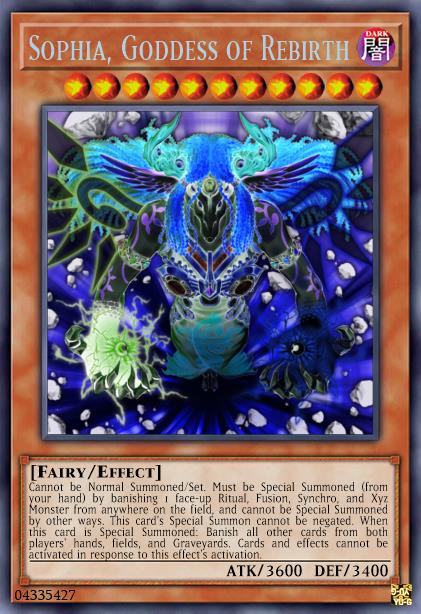 Sophia, Goddess of Rebirth
DARK
闇
[Fairy/Effect]
Cannot be Normal Summoned/Set. Must be Special Summoned (from
your hand) by banishing 1 face-up Ritual, Fusion, Synchro, and Xyz
Monster from anywhere on the field, and cannot be Special Summoned
by other ways. This card's Special Summon cannot be negated. When
this card is Special Summoned: Banish all other cards from both
players' hands, fields, and Graveyards. Cards and effects cannot be
activated in response to this effect's activation.
ATK/3600 DEF/3400
04335427